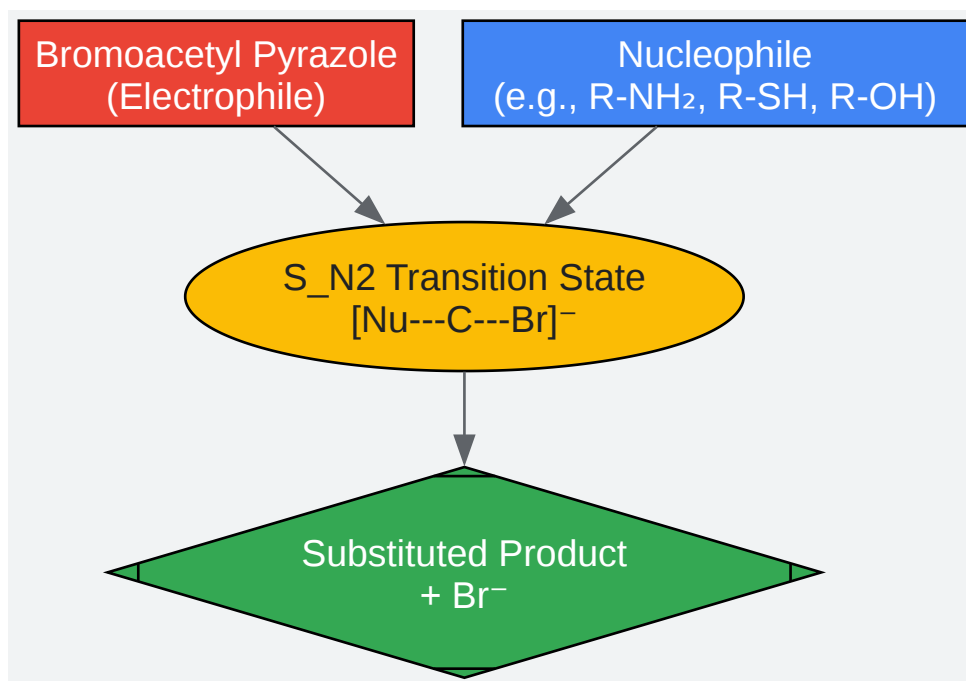 Bromoacetyl Pyrazole
(Electrophile)
Nucleophile
(e.g., R-NH₂, R-SH, R-OH)
S_N2 Transition State
[Nu---C---Br]⁻
Substituted Product
+ Br⁻